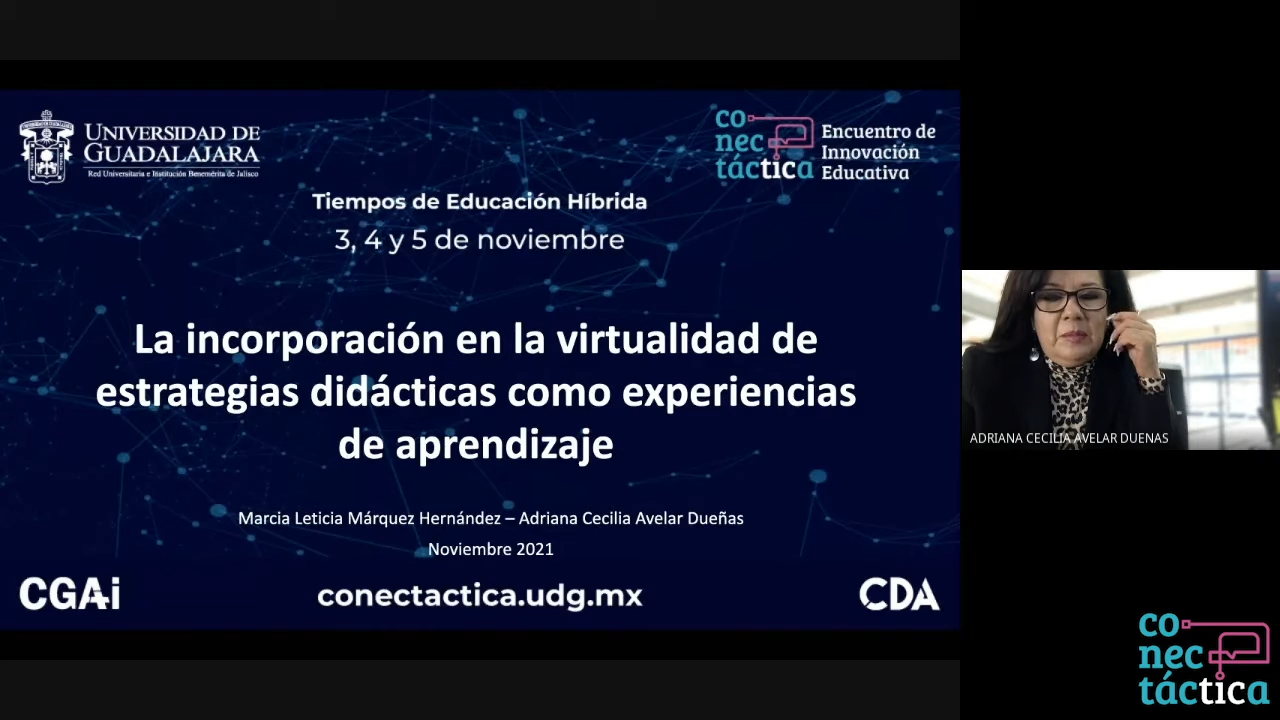 UNIVERSIDAD DE
GUADALAJARA
Red Universitaria e Institución Benemérita de Jalisco
co
nec
táctica
Encuentro de
Innovación
Educativa
Tiempos de Educación Híbrida
3, 4 y 5 de noviembre
La incorporación en la virtualidad de
estrategias didácticas como experiencias
de aprendizaje
Marcia Leticia Márquez Hernández – Adriana Cecilia Avelar Dueñas
Noviembre 2021
CGAi
conectactica.udg.mx
CDA
ADRIANA CECILIA AVELAR DUENAS
co
nec
táctica